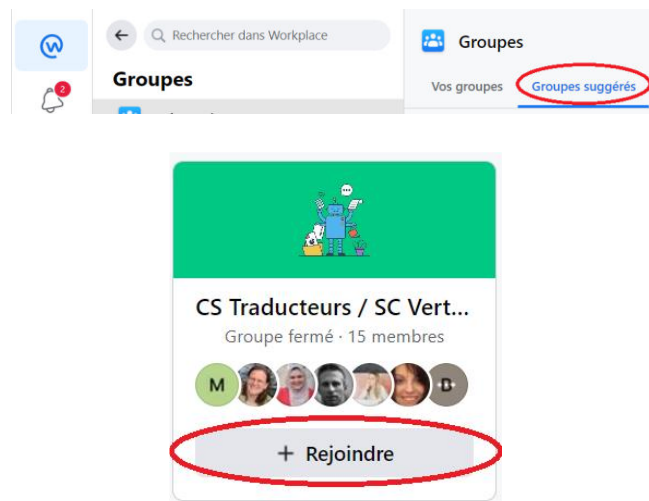 Rechercher dans Workplace
Groupes
Groupes
Vos groupes
Groupes suggérés
2
CS Traducteurs / SC Vert...
Groupe fermé · 15 membres
M
B
+ Rejoindre